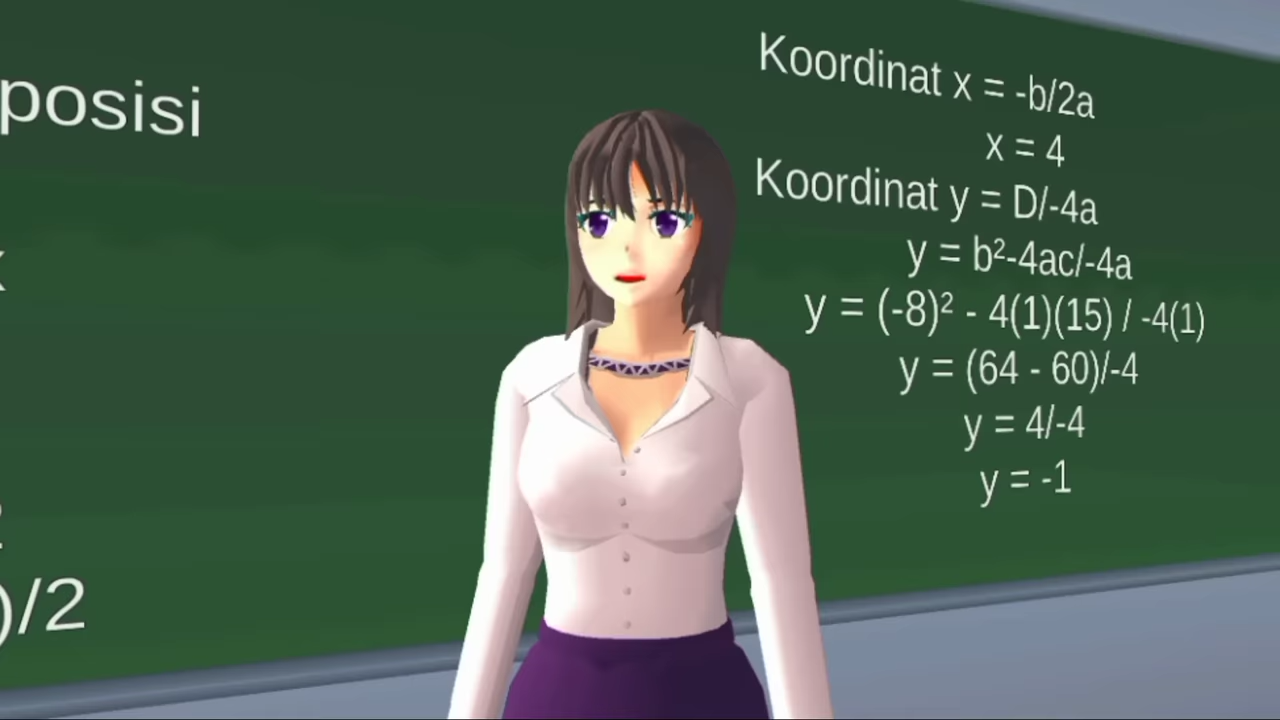 posisi
)/2
Koordinat x = -b/2a
x = 4
Koordinat y = D/-4a
y = b²-4ac/-4a
y = (-8)² - 4(1)(15) / -4(1)
y = (64 - 60)/-4
y = 4/-4
y = -1